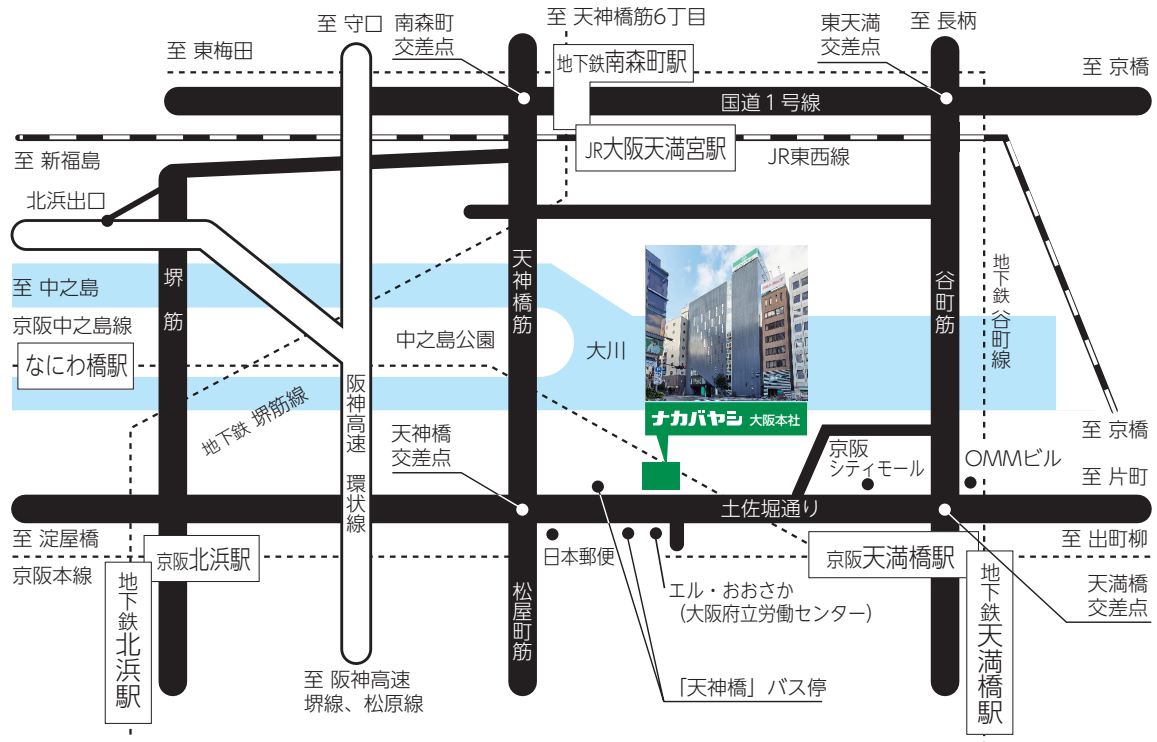 至 守口
南森町
交差点
至 天神橋筋6丁目
東天満
交差点
至 長柄
至 東梅田
地下鉄南森町駅
至 京橋
国道1号線
至 新福島
JR大阪天満宮駅
JR東西線
北浜出口
堺筋
天神橋筋
谷町筋
地下鉄 谷町線
至 中之島
京阪中之島線
なにわ橋駅
中之島公園
大川
阪神高速 環状線
地下鉄 堺筋線
ナカバヤシ 大阪本社
天神橋
交差点
京阪
シティモール
OMMビル
至 京橋
至 片町
土佐堀通り
至 淀屋橋
京阪本線
京阪北浜駅
日本郵便
京阪天満橋駅
至 出町柳
地下鉄北浜駅
松屋町筋
エル・おおさか
(大阪府立労働センター)
地下鉄天満橋駅
天満橋
交差点
至 阪神高速
堺線、松原線
「天神橋」バス停